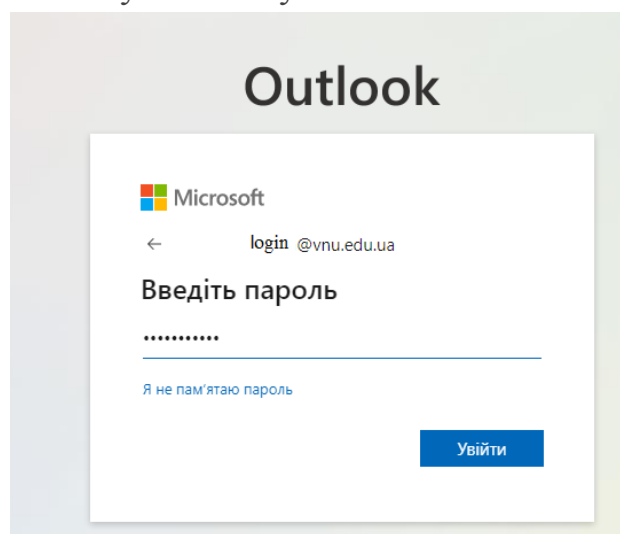 Outlook
Microsoft
← login @vnu.edu.ua
Введіть пароль
•••••••••••
Я не пам'ятаю пароль
Увійти